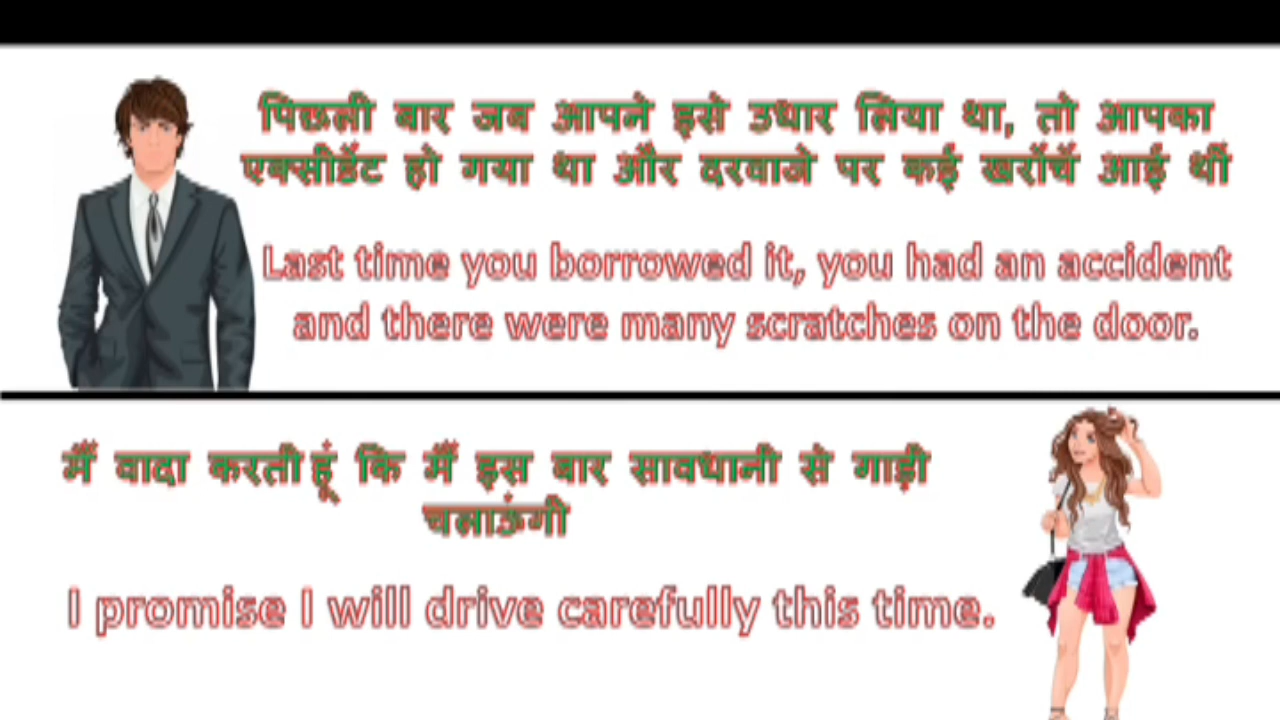 पिछली बार जब आपने इसे उधार लिया था, तो आपका
एक्सीडेंट हो गया था और दरवाजे पर कई खरोंचें आई थीं
Last time you borrowed it, you had an accident
and there were many scratches on the door.
मैं वादा करती हूं कि मैं इस बार सावधानी से गाड़ी
चलाऊंगी
I promise I will drive carefully this time.